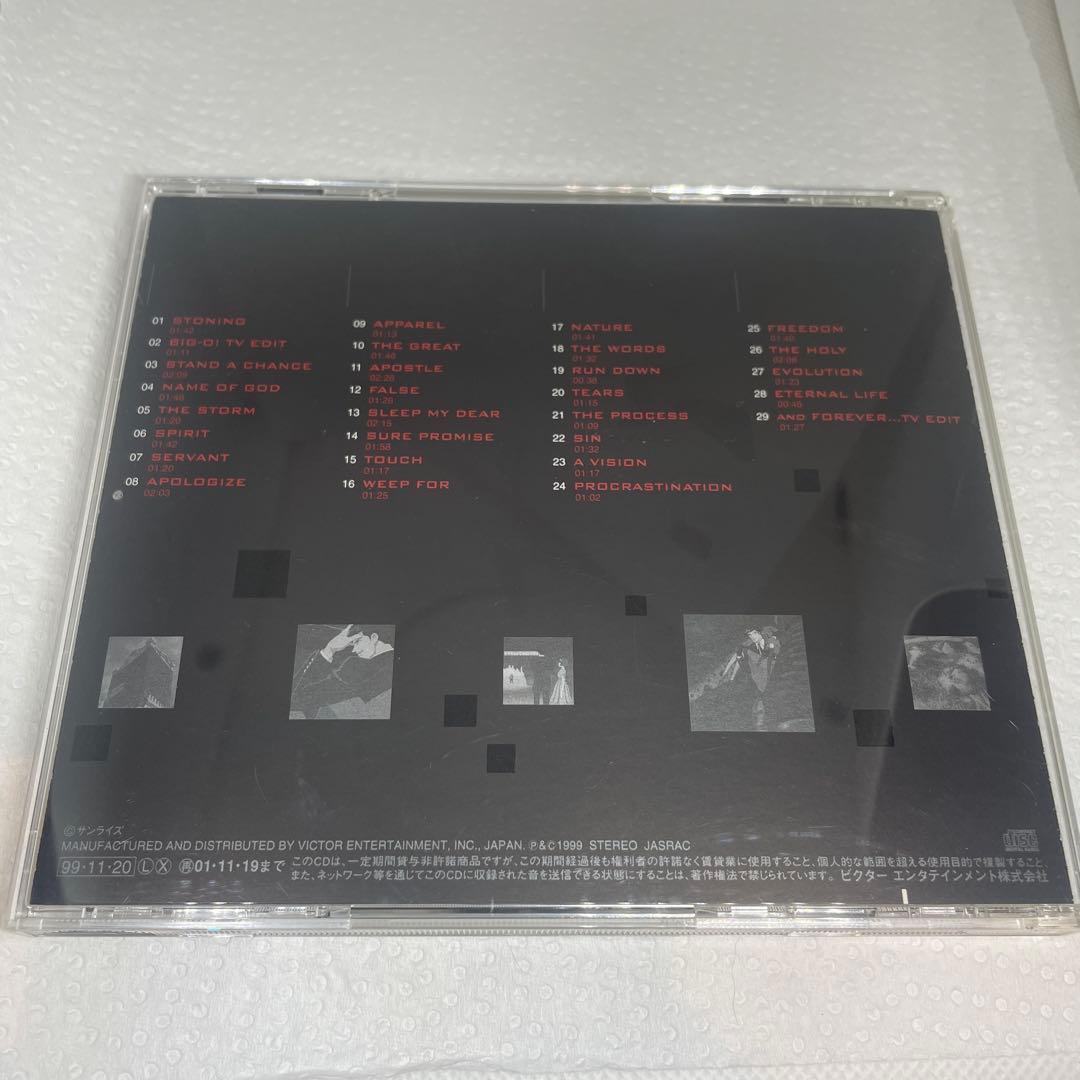 01 STONING
01:42
02 BIG-O! TV EDIT
01:11
03 STAND A CHANCE
02:09
04 NAME OF GOD
01:48
05 THE STORM
01:20
06 SPIRIT
01:42
07 SERVANT
01:20
08 APOLOGIZE
02:03
09 APPAREL
01:13
10 THE GREAT
01:46
11 APOSTLE
02:26
12 FALSE
01:28
13 SLEEP MY DEAR
02:15
14 SURE PROMISE
01:58
15 TOUCH
01:17
16 WEEP FOR
01:25
17 NATURE
01:41
18 THE WORDS
01:32
19 RUN DOWN
00:38
20 TEARS
01:15
21 THE PROCESS
01:09
22 SIN
01:32
23 A VISION
01:17
24 PROCRASTINATION
01:02
25 FREEDOM
26 THE HOLY
02:06
27 EVOLUTION
01:23
28 ETERNAL LIFE
29 AND FOREVER...TV EDIT
01:27
Ⓒサンライズ
MANUFACTURED AND DISTRIBUTED BY VICTOR ENTERTAINMENT, INC., JAPAN. Ⓟ&Ⓒ1999 STEREO JASRAC
99·11·20 Ⓛ Ⓧ ㊢01·11·19まで このCDは、一定期間貸与非許諾商品ですが、この期間経過後も権利者の許諾なく賃貸業に使用すること、個人的な範囲を超える使用目的で複製すること、
また、ネットワーク等を通じてこのCDに収録された音を送信できる状態にすることは、著作権法で禁じられています。ビクター エンタテインメント株式会社
disc